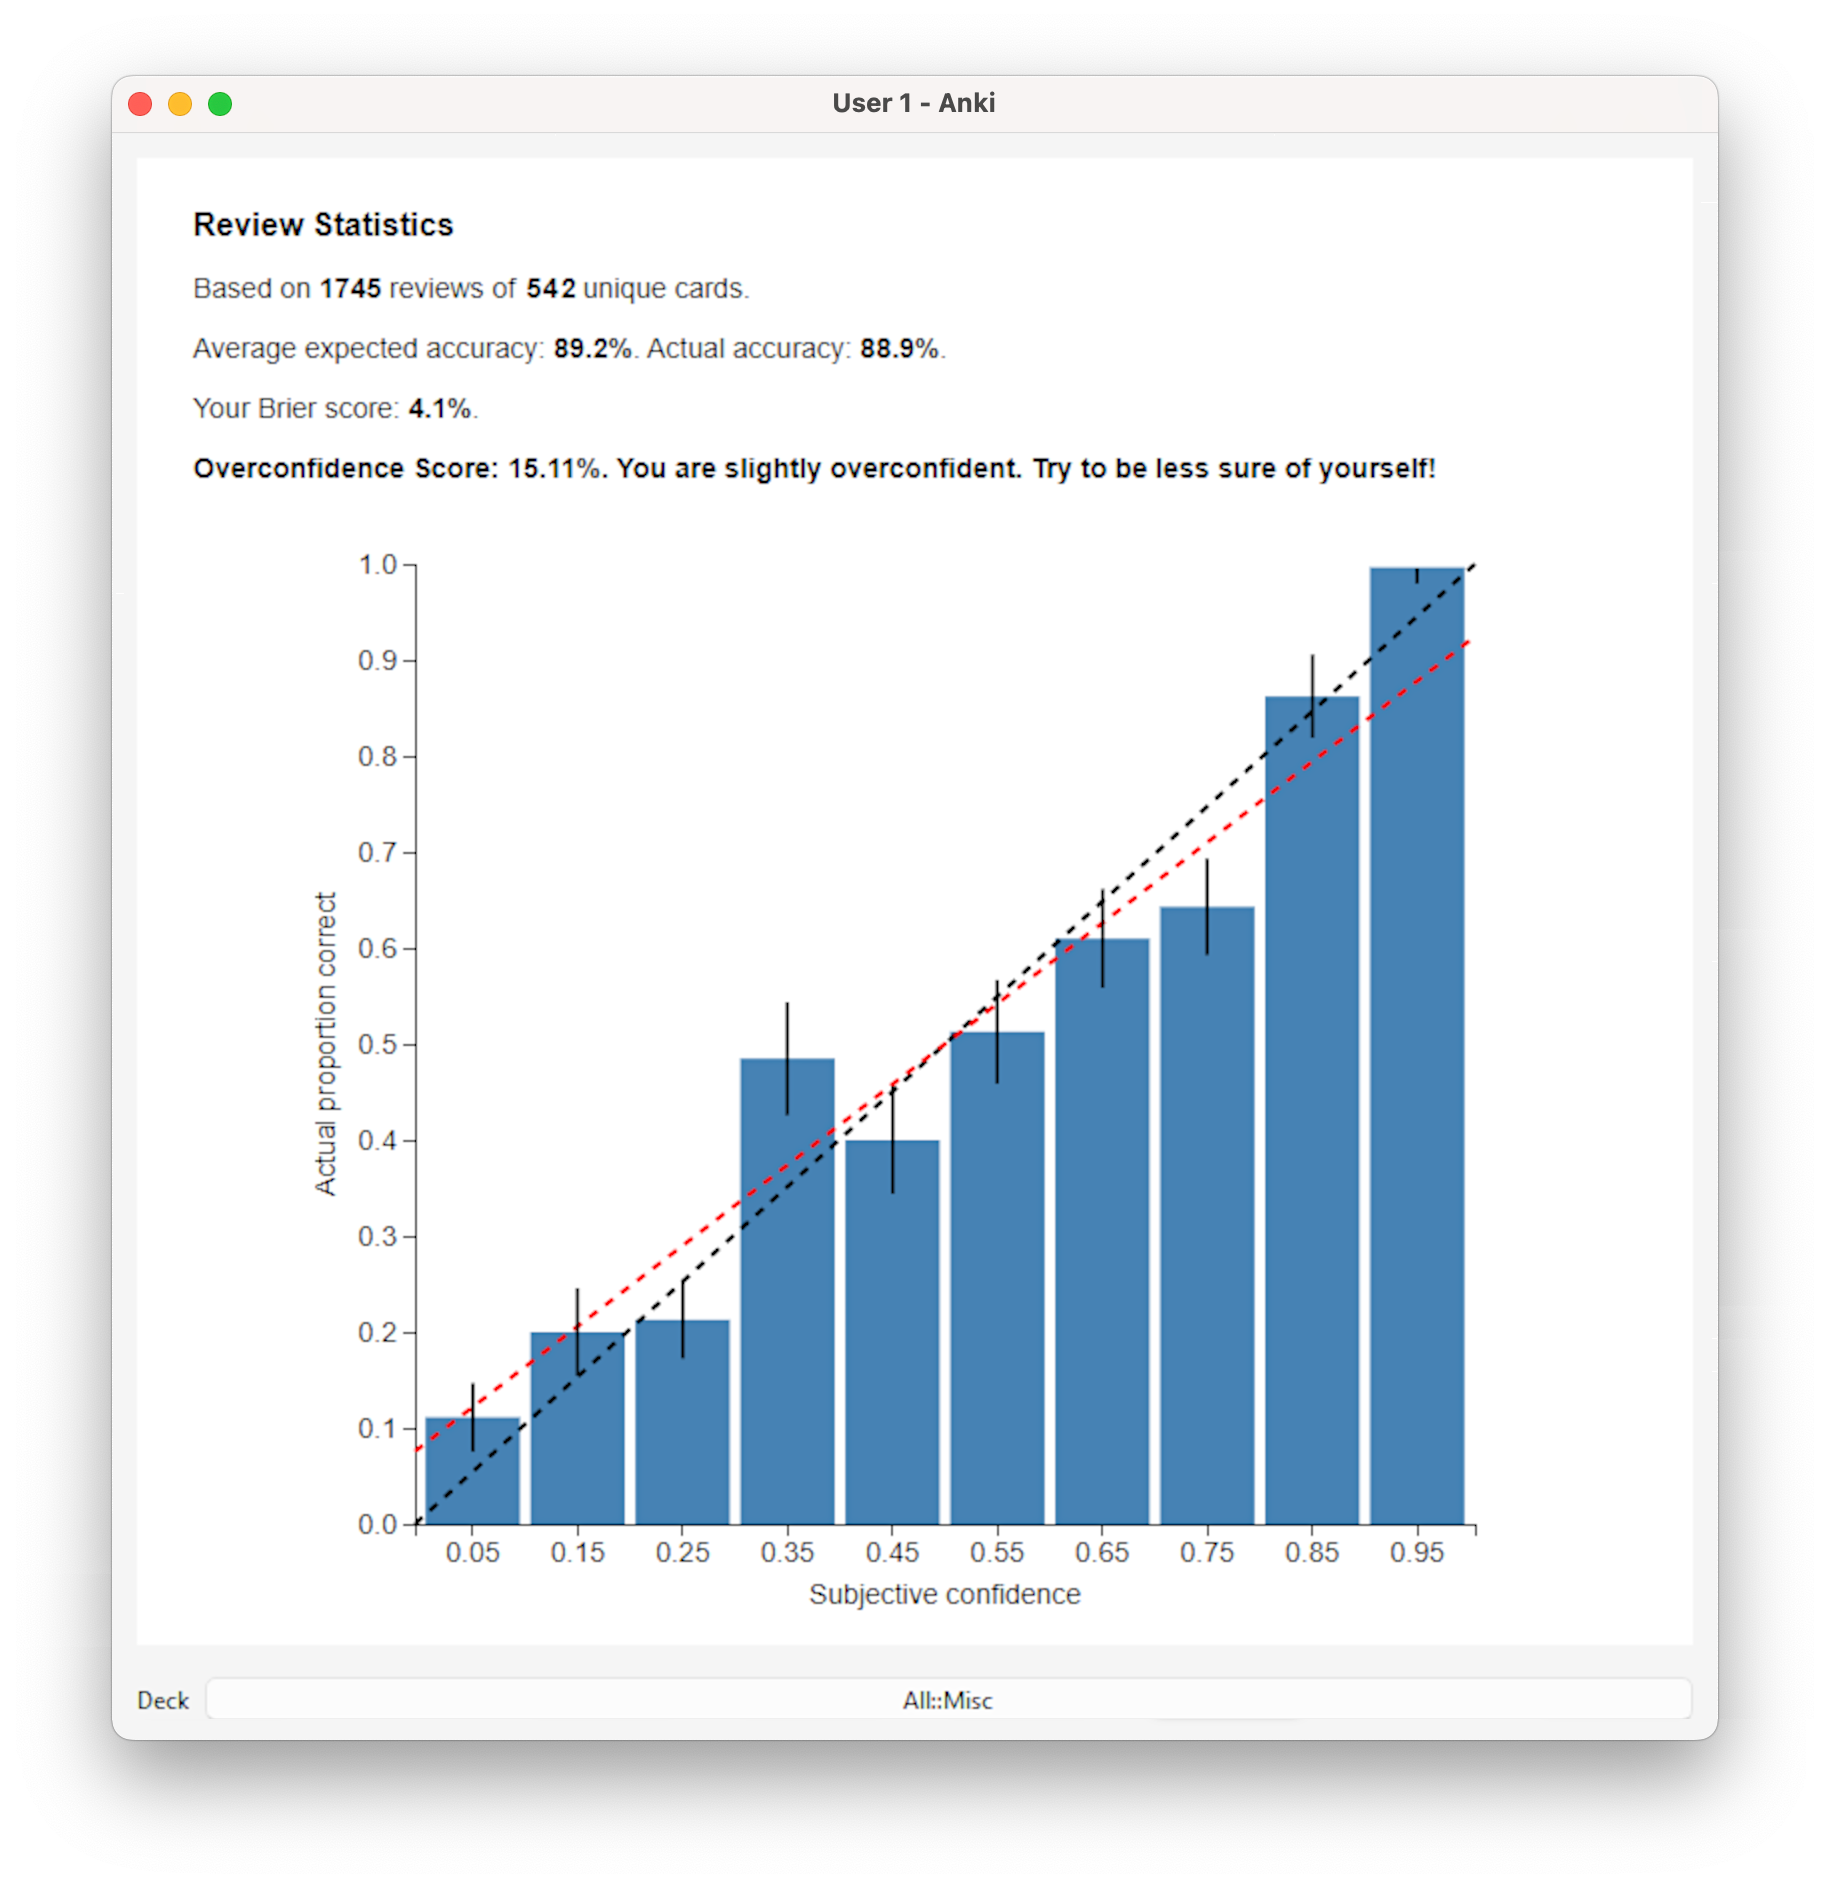 User 1 - Anki
Review Statistics
Based on 1745 reviews of 542 unique cards.
Average expected accuracy: 89.2%. Actual accuracy: 88.9%.
Your Brier score: 4.1%.
Overconfidence Score: 15.11%. You are slightly overconfident. Try to be less sure of yourself!
1.0
0.9
0.8
0.7
0.6
0.5
0.4
0.3
0.2
0.1
0.0
Actual proportion correct
0.05 0.15 0.25 0.35 0.45 0.55 0.65 0.75 0.85 0.95
Subjective confidence
Deck All::Misc